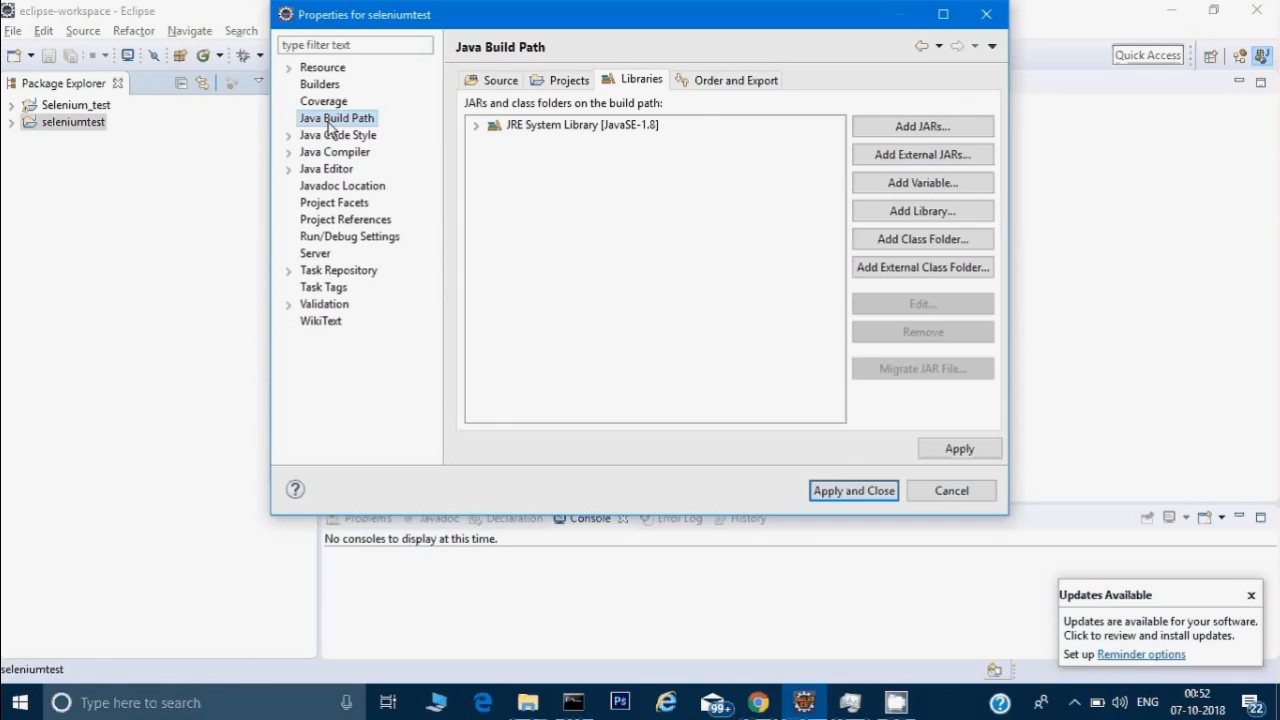 eclipse-workspace - Eclipse
Properties for seleniumtest
File Edit Source Refactor Navigate Search
Quick Access
Package Explorer
Selenium_test
seleniumtest
type filter text
Resource
Builders
Coverage
Java Build Path
Java Code Style
Java Compiler
Java Editor
Javadoc Location
Project Facets
Project References
Run/Debug Settings
Server
Task Repository
Task Tags
Validation
WikiText
Java Build Path
Source Projects Libraries Order and Export
JARs and class folders on the build path:
JRE System Library [JavaSE-1.8]
Add JARs...
Add External JARs...
Add Variable...
Add Library...
Add Class Folder...
Add External Class Folder...
Edit...
Remove
Migrate JAR File...
Apply
Apply and Close Cancel
Problems Javadoc Declaration Console Error Log History
No consoles to display at this time.
Updates Available
Updates are available for your software.
Click to review and install updates.
Set up Reminder options
seleniumtest
Type here to search
99+
ENG
00:52
07-10-2018
22